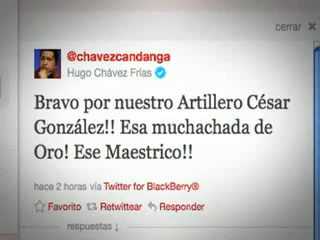 cerrar ×
@chavezcandanga
Hugo Chávez Frías
Bravo por nuestro Artillero César
González!! Esa muchachada de
Oro! Ese Maestrico!!
hace 2 horas vía Twitter for BlackBerry®
Favorito Retwittear Responder
respuestas ↓